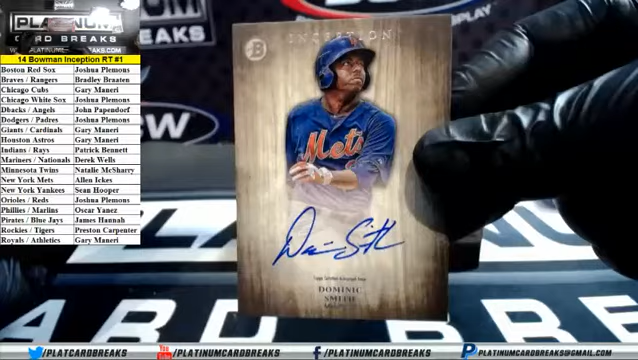 PLATINUM
CARD BREAKS
PLATINUMCARDBREAKS.COM
14 Bowman Inception RT #1
Boston Red Sox Joshua Plemons
Braves / Rangers Bradley Braaten
Chicago Cubs Gary Maneri
Chicago White Sox Joshua Plemons
Dbacks / Angels John Papendorf
Dodgers / Padres Joshua Plemons
Giants / Cardinals Gary Maneri
Houston Astros Gary Maneri
Indians / Rays Patrick Bennett
Mariners / Nationals Derek Wells
Minnesota Twins Natalie McSharry
New York Mets Allen Ickes
New York Yankees Sean Hooper
Orioles / Reds Joshua Plemons
Phillies / Marlins Oscar Yanez
Pirates / Blue Jays James Hannah
Rockies / Tigers Preston Carpenter
Royals / Athletics Gary Maneri
B INCEPTION
Mets
DOMINIC
SMITH
ARD BRE
/PLATCARDBREAKS
You Tube
/PLATINUMCARDBREAKS
/PLATINUMCARDBREAKS
PLATINUMCARDBREAKS@GMAIL.COM